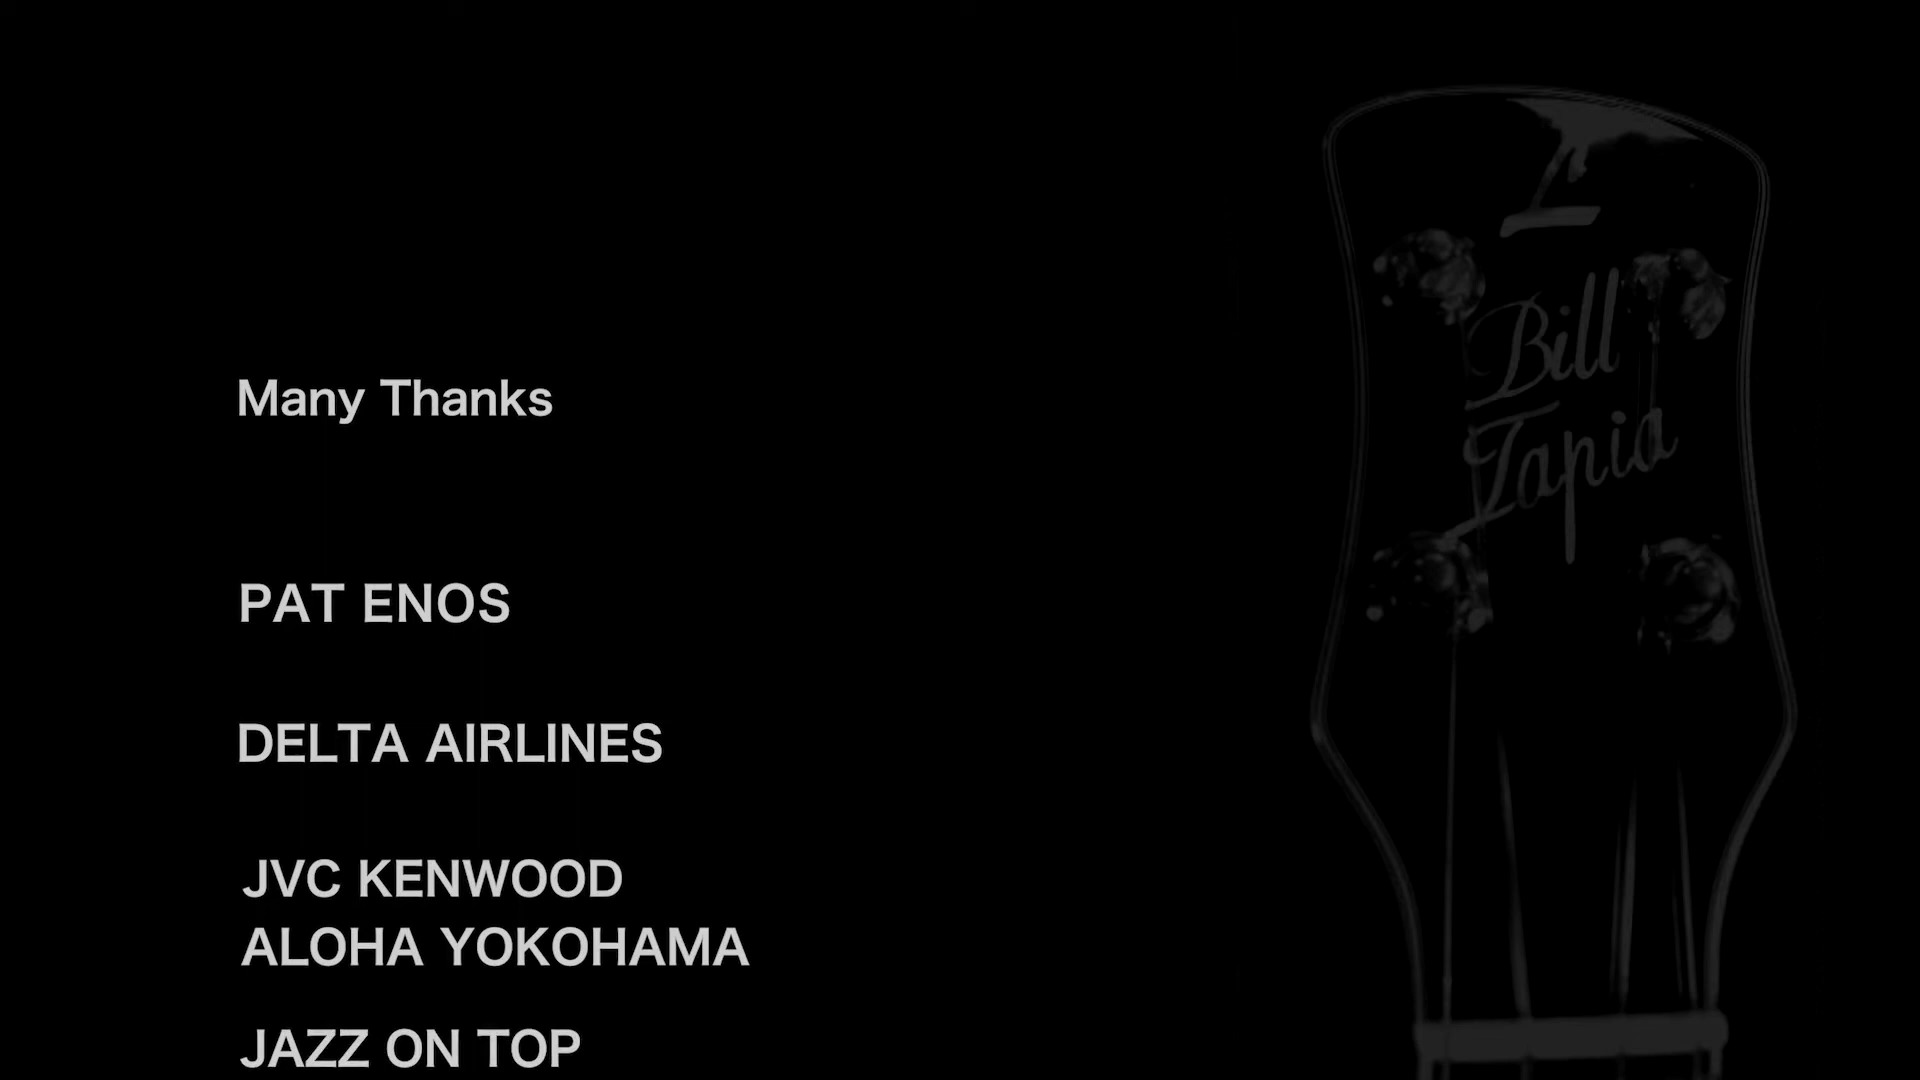 Many Thanks
PAT ENOS
DELTA AIRLINES
JVC KENWOOD
ALOHA YOKOHAMA
JAZZ ON TOP
Bill
Tapia